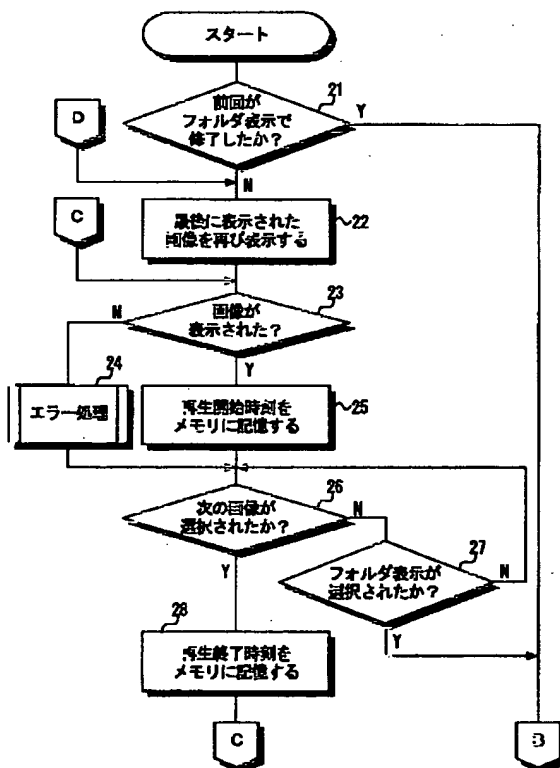 スタート
前回が
フォルダ表示で
修了したか？
21
Y
D
N
最後に表示された
画像を再び表示する
22
C
画像が
表示された？
23
N
Y
24
エラー処理
再生開始時刻を
メモリに記憶する
25
次の画像が
選択されたか？
26
N
Y
フォルダ表示が
選択されたか？
27
N
Y
28
再生終了時刻を
メモリに記憶する
C
B